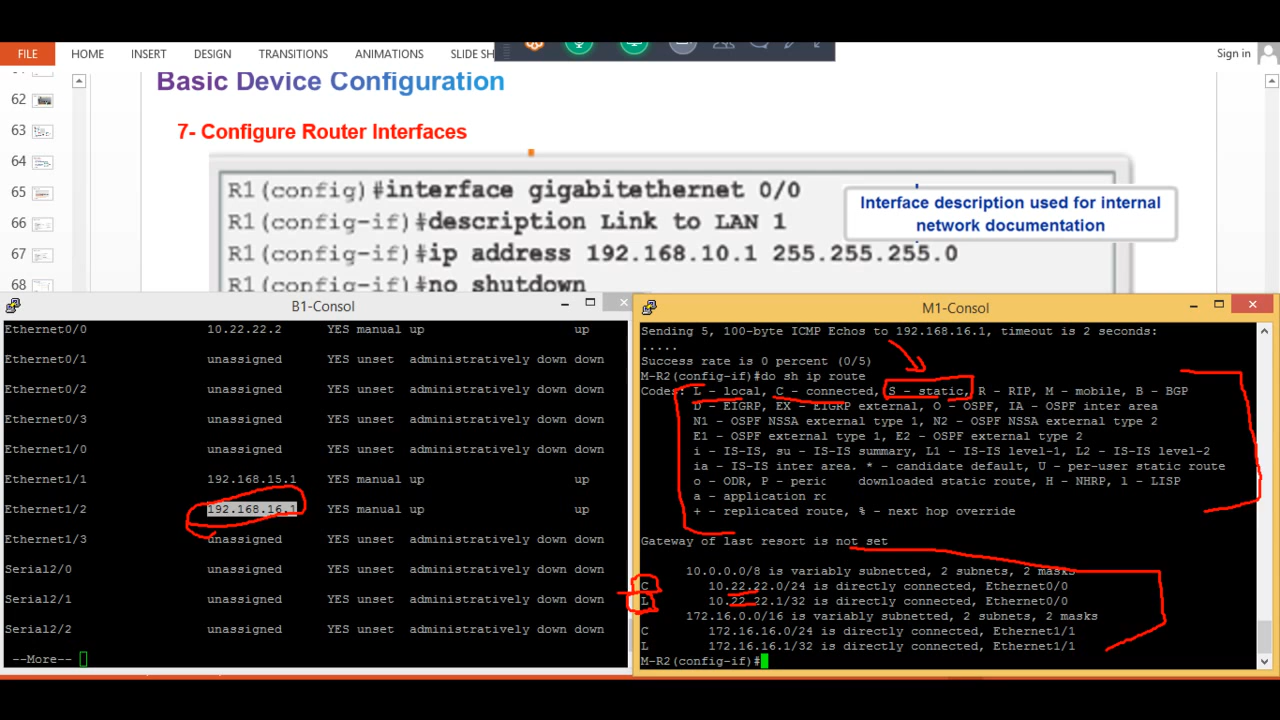 FILE HOME INSERT DESIGN TRANSITIONS ANIMATIONS SLIDE SH Sign in
Basic Device Configuration
62
63
64
65
66
67
68
7- Configure Router Interfaces
R1(config)#interface gigabitethernet 0/0
R1(config-if)#description Link to LAN 1
R1(config-if)#ip address 192.168.10.1 255.255.255.0
R1(config-if)#no shutdown
Interface description used for internal
network documentation
B1-Consol
Ethernet0/0 10.22.22.2 YES manual up up
Ethernet0/1 unassigned YES unset administratively down down
Ethernet0/2 unassigned YES unset administratively down down
Ethernet0/3 unassigned YES unset administratively down down
Ethernet1/0 unassigned YES unset administratively down down
Ethernet1/1 192.168.15.1 YES manual up up
Ethernet1/2 192.168.16.1 YES manual up up
Ethernet1/3 unassigned YES unset administratively down down
Serial2/0 unassigned YES unset administratively down down
Serial2/1 unassigned YES unset administratively down down
Serial2/2 unassigned YES unset administratively down down
--More--
M1-Consol
Sending 5, 100-byte ICMP Echos to 192.168.16.1, timeout is 2 seconds:
.....
Success rate is 0 percent (0/5)
M-R2(config-if)#do sh ip route
Codes: L - local, C - connected, S - static, R - RIP, M - mobile, B - BGP
D - EIGRP, EX - EIGRP external, O - OSPF, IA - OSPF inter area
N1 - OSPF NSSA external type 1, N2 - OSPF NSSA external type 2
E1 - OSPF external type 1, E2 - OSPF external type 2
i - IS-IS, su - IS-IS summary, L1 - IS-IS level-1, L2 - IS-IS level-2
ia - IS-IS inter area. * - candidate default, U - per-user static route
o - ODR, P - peric downloaded static route, H - NHRP, l - LISP
a - application rc
+ - replicated route, % - next hop override
Gateway of last resort is not set
10.0.0.0/8 is variably subnetted, 2 subnets, 2 masks
C 10.22.22.0/24 is directly connected, Ethernet0/0
L 10.22.22.1/32 is directly connected, Ethernet0/0
172.16.0.0/16 is variably subnetted, 2 subnets, 2 masks
C 172.16.16.0/24 is directly connected, Ethernet1/1
L 172.16.16.1/32 is directly connected, Ethernet1/1
M-R2(config-if)#